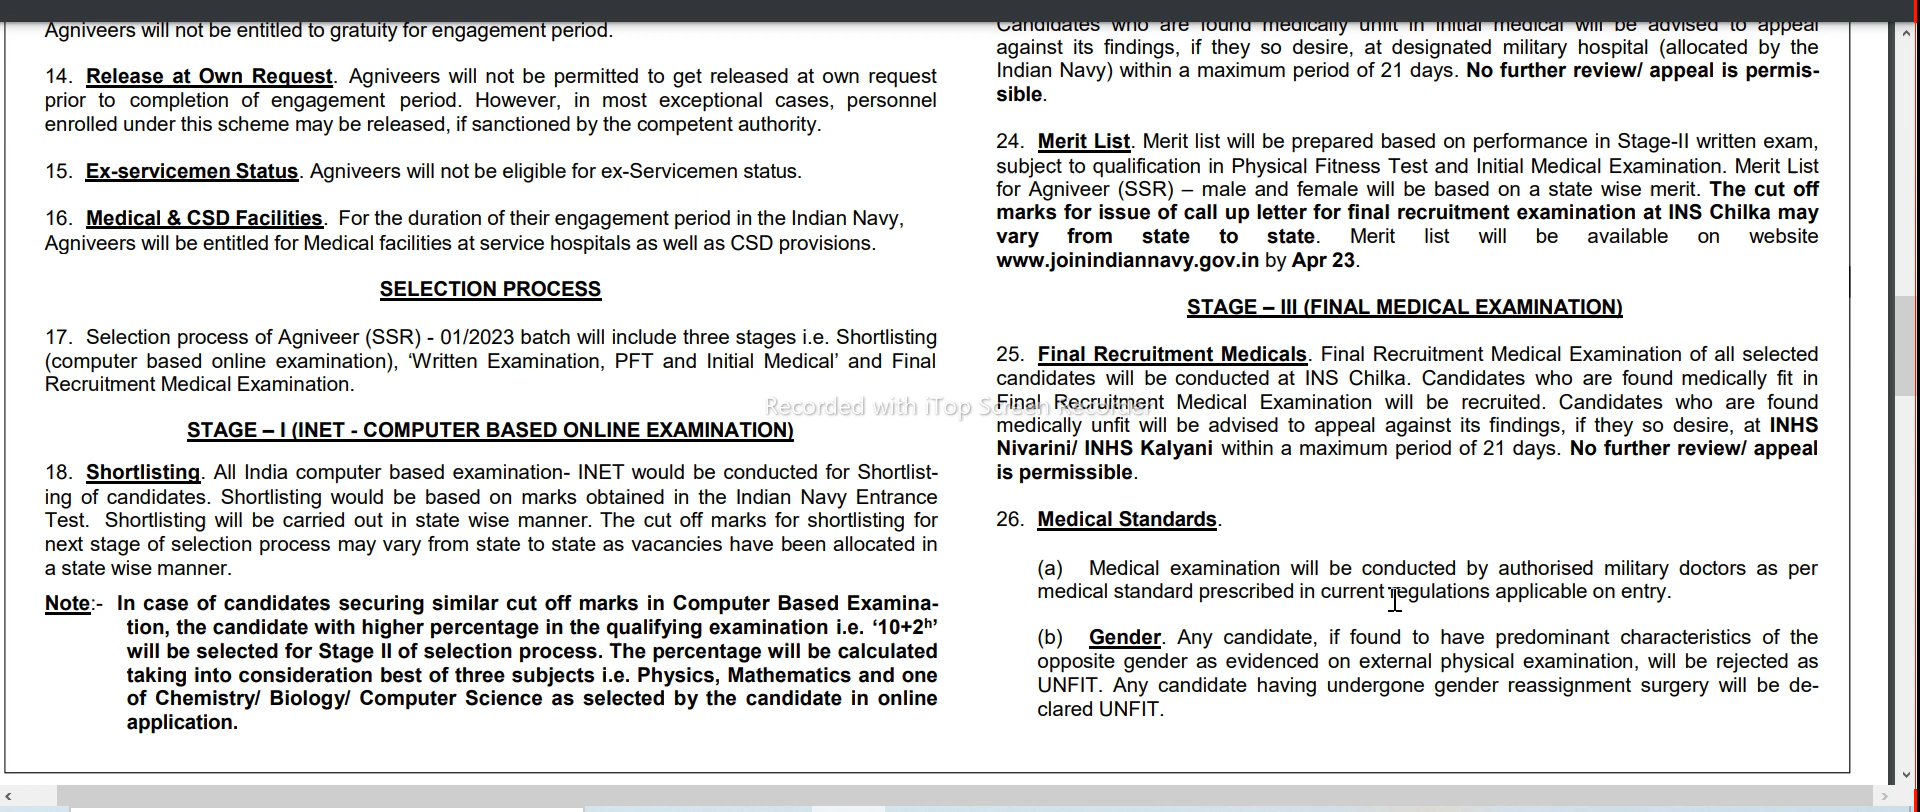 Agniveers will not be entitled to gratuity for engagement period.
14. Release at Own Request. Agniveers will not be permitted to get released at own request
prior to completion of engagement period. However, in most exceptional cases, personnel
enrolled under this scheme may be released, if sanctioned by the competent authority.
15. Ex-servicemen Status. Agniveers will not be eligible for ex-Servicemen status.
16. Medical & CSD Facilities. For the duration of their engagement period in the Indian Navy,
Agniveers will be entitled for Medical facilities at service hospitals as well as CSD provisions.
SELECTION PROCESS
17. Selection process of Agniveer (SSR) - 01/2023 batch will include three stages i.e. Shortlisting
(computer based online examination), ‘Written Examination, PFT and Initial Medical’ and Final
Recruitment Medical Examination.
STAGE – I (INET - COMPUTER BASED ONLINE EXAMINATION)
18. Shortlisting. All India computer based examination- INET would be conducted for Shortlist-
ing of candidates. Shortlisting would be based on marks obtained in the Indian Navy Entrance
Test. Shortlisting will be carried out in state wise manner. The cut off marks for shortlisting for
next stage of selection process may vary from state to state as vacancies have been allocated in
a state wise manner.
Note:- In case of candidates securing similar cut off marks in Computer Based Examina-
tion, the candidate with higher percentage in the qualifying examination i.e. ‘10+2ʰ’
will be selected for Stage II of selection process. The percentage will be calculated
taking into consideration best of three subjects i.e. Physics, Mathematics and one
of Chemistry/ Biology/ Computer Science as selected by the candidate in online
application.
Candidates who are found medically unfit in initial medical will be advised to appeal
against its findings, if they so desire, at designated military hospital (allocated by the
Indian Navy) within a maximum period of 21 days. No further review/ appeal is permis-
sible.
24. Merit List. Merit list will be prepared based on performance in Stage-II written exam,
subject to qualification in Physical Fitness Test and Initial Medical Examination. Merit List
for Agniveer (SSR) – male and female will be based on a state wise merit. The cut off
marks for issue of call up letter for final recruitment examination at INS Chilka may
vary from state to state. Merit list will be available on website
www.joinindiannavy.gov.in by Apr 23.
STAGE – III (FINAL MEDICAL EXAMINATION)
25. Final Recruitment Medicals. Final Recruitment Medical Examination of all selected
candidates will be conducted at INS Chilka. Candidates who are found medically fit in
Final Recruitment Medical Examination will be recruited. Candidates who are found
medically unfit will be advised to appeal against its findings, if they so desire, at INHS
Nivarini/ INHS Kalyani within a maximum period of 21 days. No further review/ appeal
is permissible.
26. Medical Standards.
(a) Medical examination will be conducted by authorised military doctors as per
medical standard prescribed in current regulations applicable on entry.
(b) Gender. Any candidate, if found to have predominant characteristics of the
opposite gender as evidenced on external physical examination, will be rejected as
UNFIT. Any candidate having undergone gender reassignment surgery will be de-
clared UNFIT.
Recorded with iTop Screen Recorder